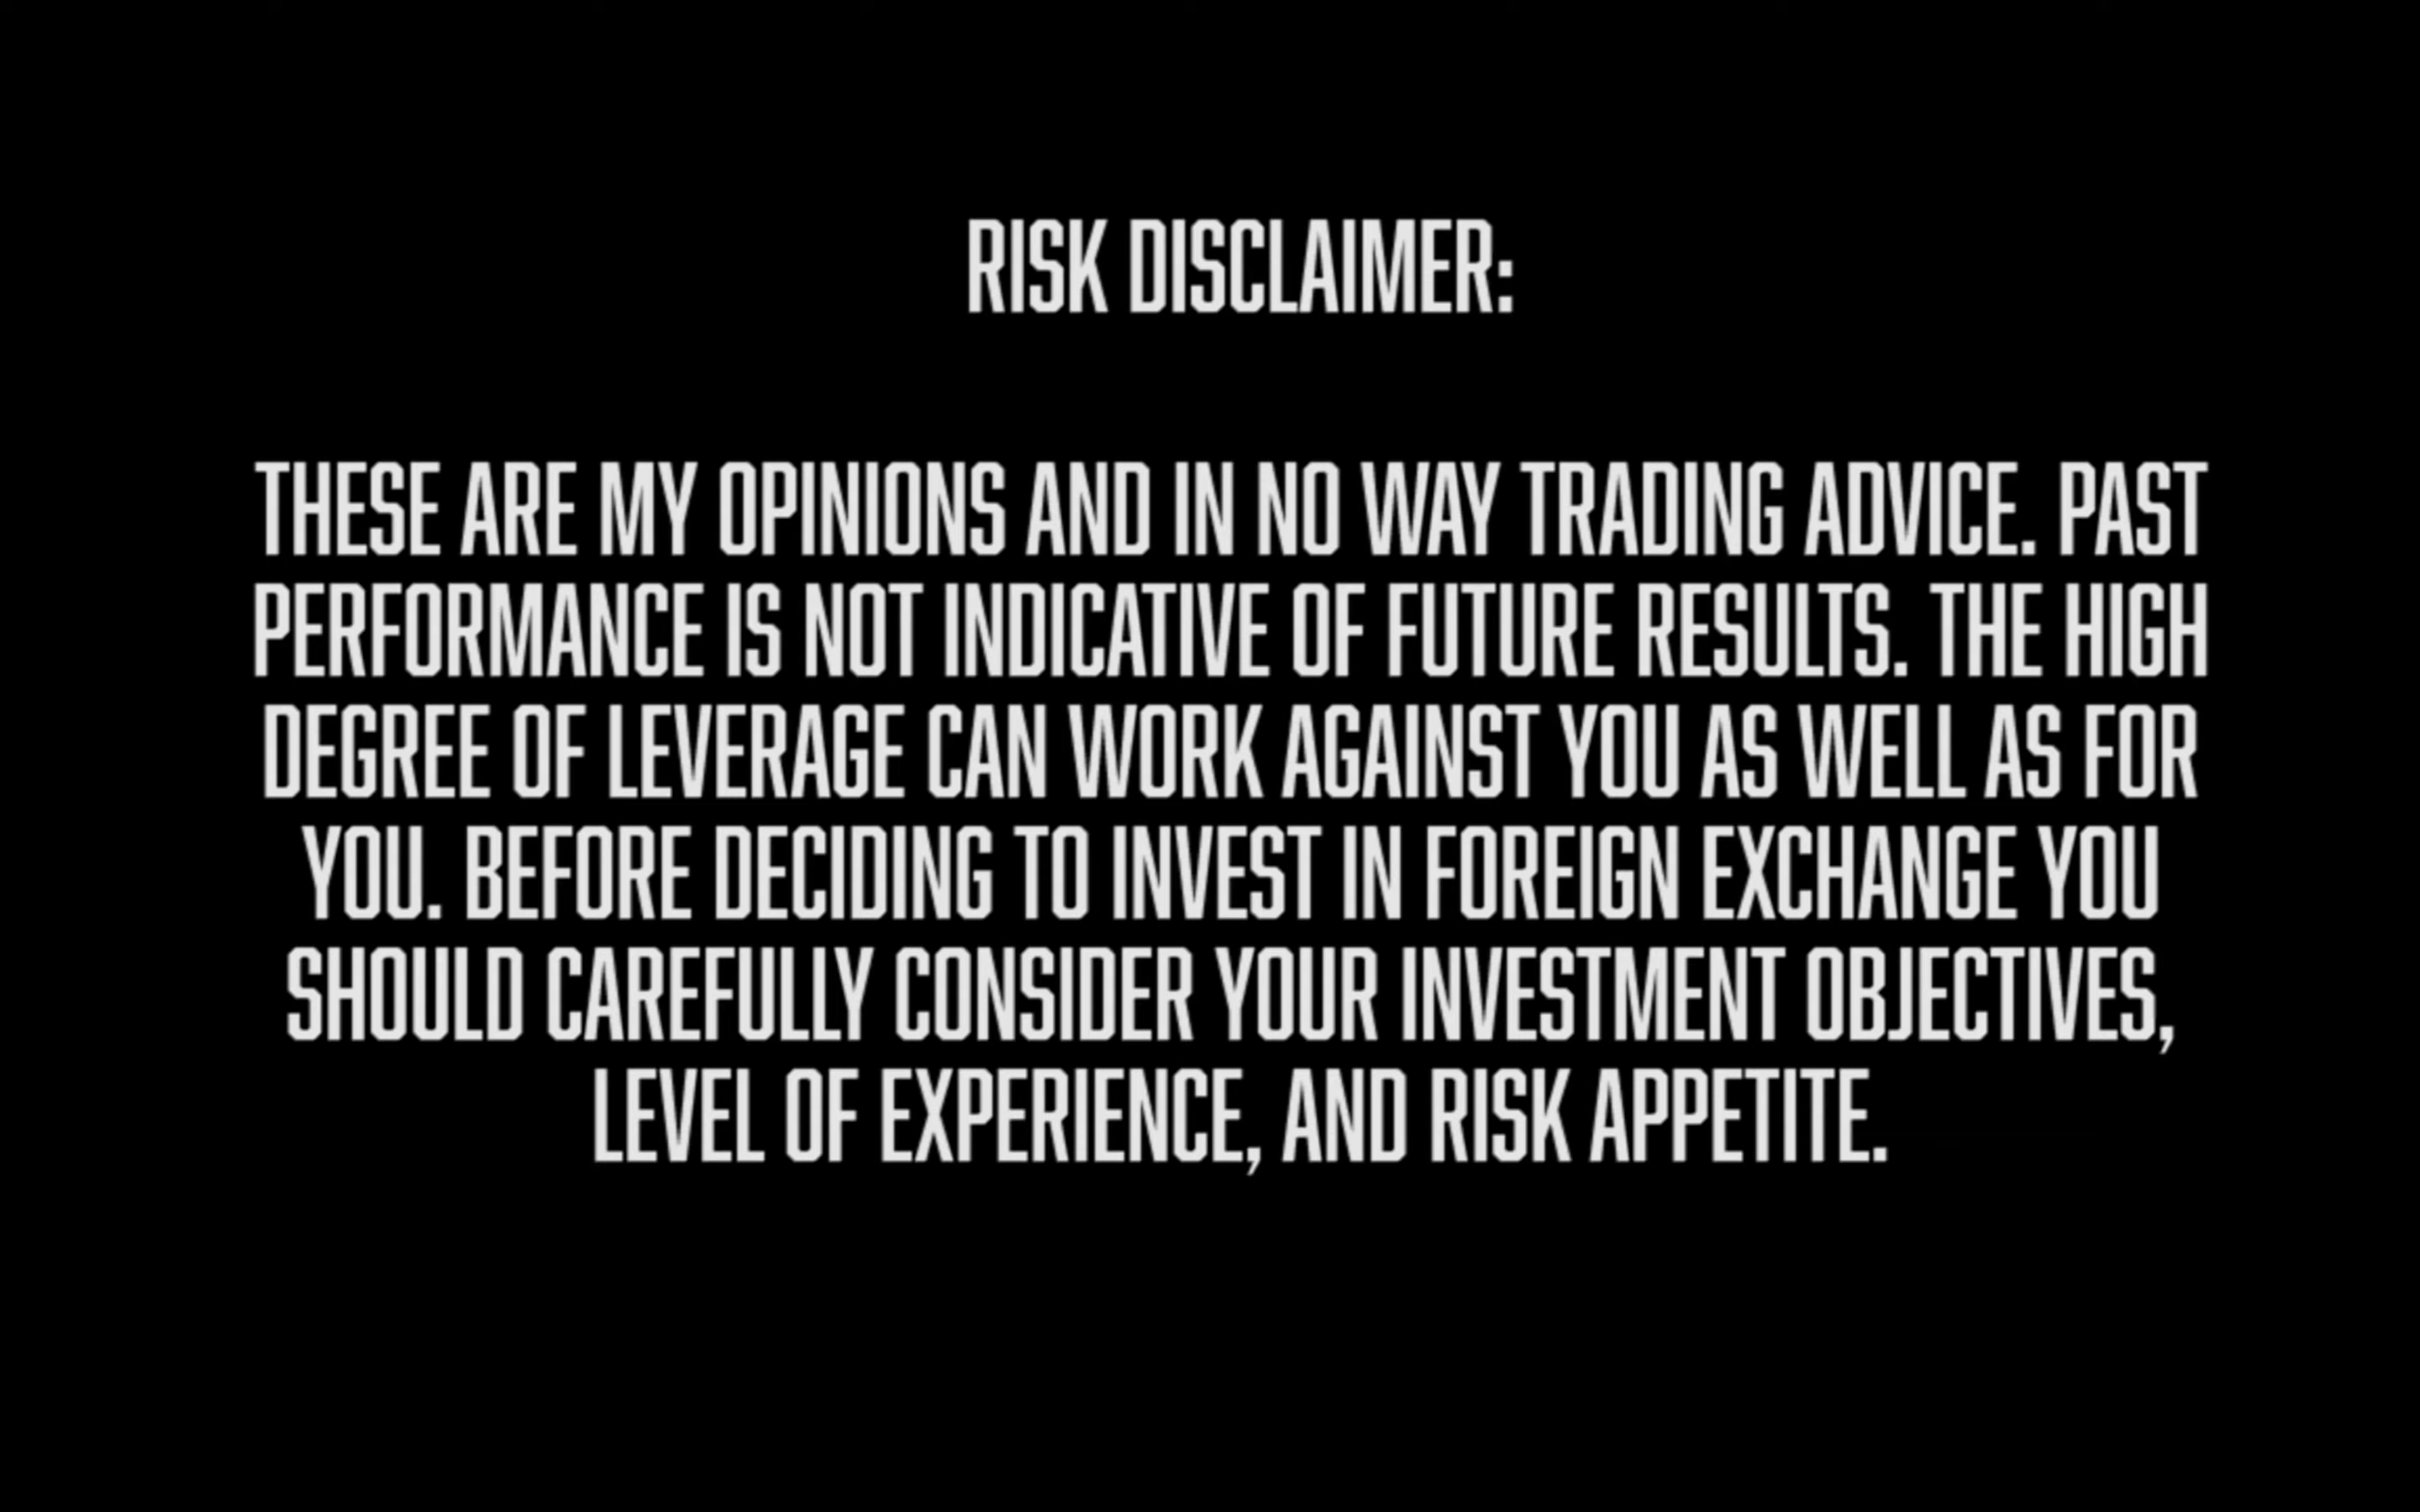 RISK DISCLAIMER:
THESE ARE MY OPINIONS AND IN NO WAY TRADING ADVICE. PAST
PERFORMANCE IS NOT INDICATIVE OF FUTURE RESULTS. THE HIGH
DEGREE OF LEVERAGE CAN WORK AGAINST YOU AS WELL AS FOR
YOU. BEFORE DECIDING TO INVEST IN FOREIGN EXCHANGE YOU
SHOULD CAREFULLY CONSIDER YOUR INVESTMENT OBJECTIVES,
LEVEL OF EXPERIENCE, AND RISK APPETITE.